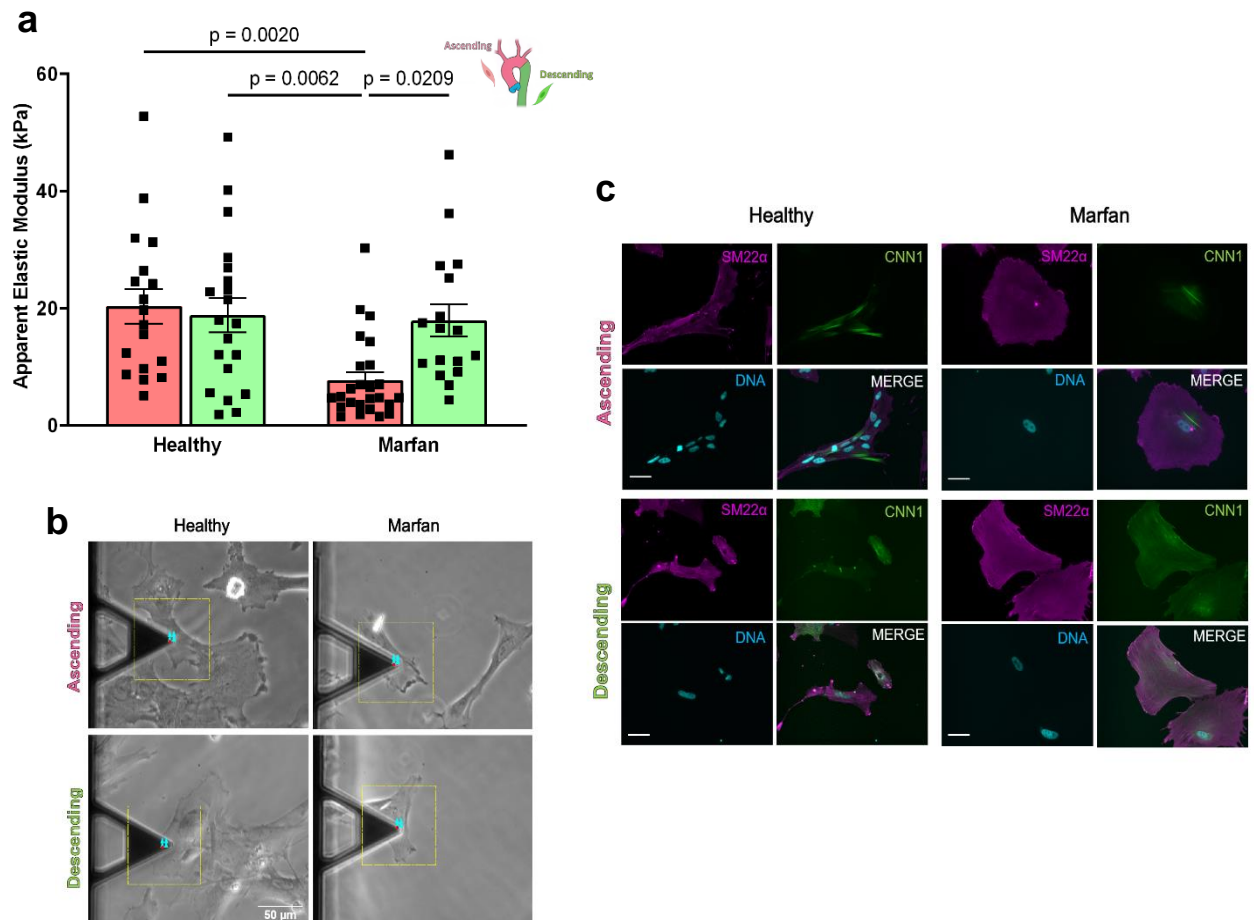 a
p = 0.0020
Ascending
p = 0.0062
p = 0.0209
Descending
Apparent Elastic Modulus (kPa)
60
40
20
0
Healthy
Marfan
b
Healthy
Marfan
Ascending
Descending
50 µm
c
Healthy
Marfan
Ascending
SM22α
CNN1
SM22α
CNN1
DNA
MERGE
DNA
MERGE
Descending
SM22α
CNN1
SM22α
CNN1
DNA
MERGE
DNA
MERGE